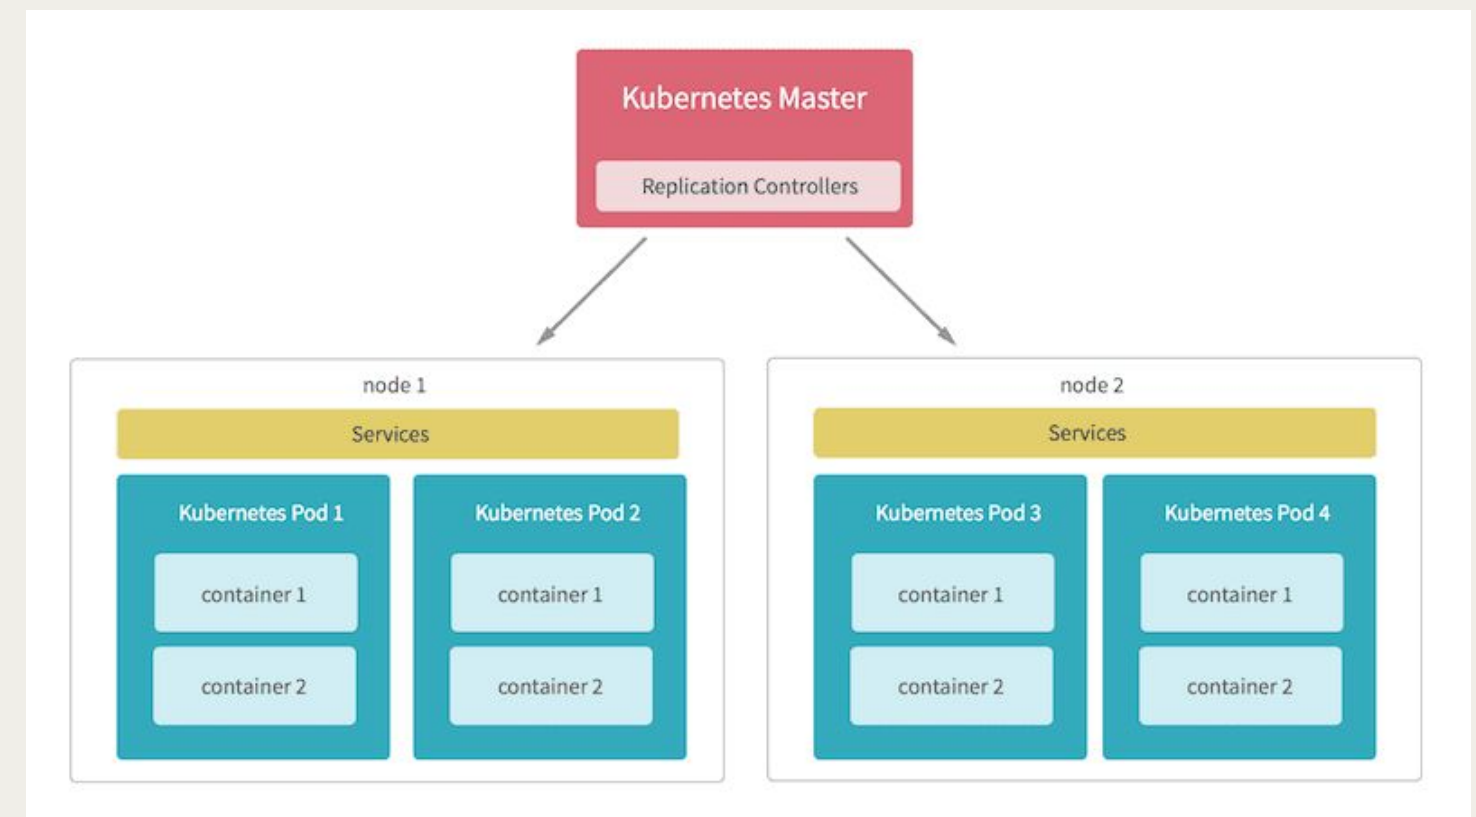 Kubernetes Master
Replication Controllers
node 1
Services
Kubernetes Pod 1
Kubernetes Pod 2
container 1
container 1
container 2
container 2
node 2
Services
Kubernetes Pod 3
Kubernetes Pod 4
container 1
container 1
container 2
container 2